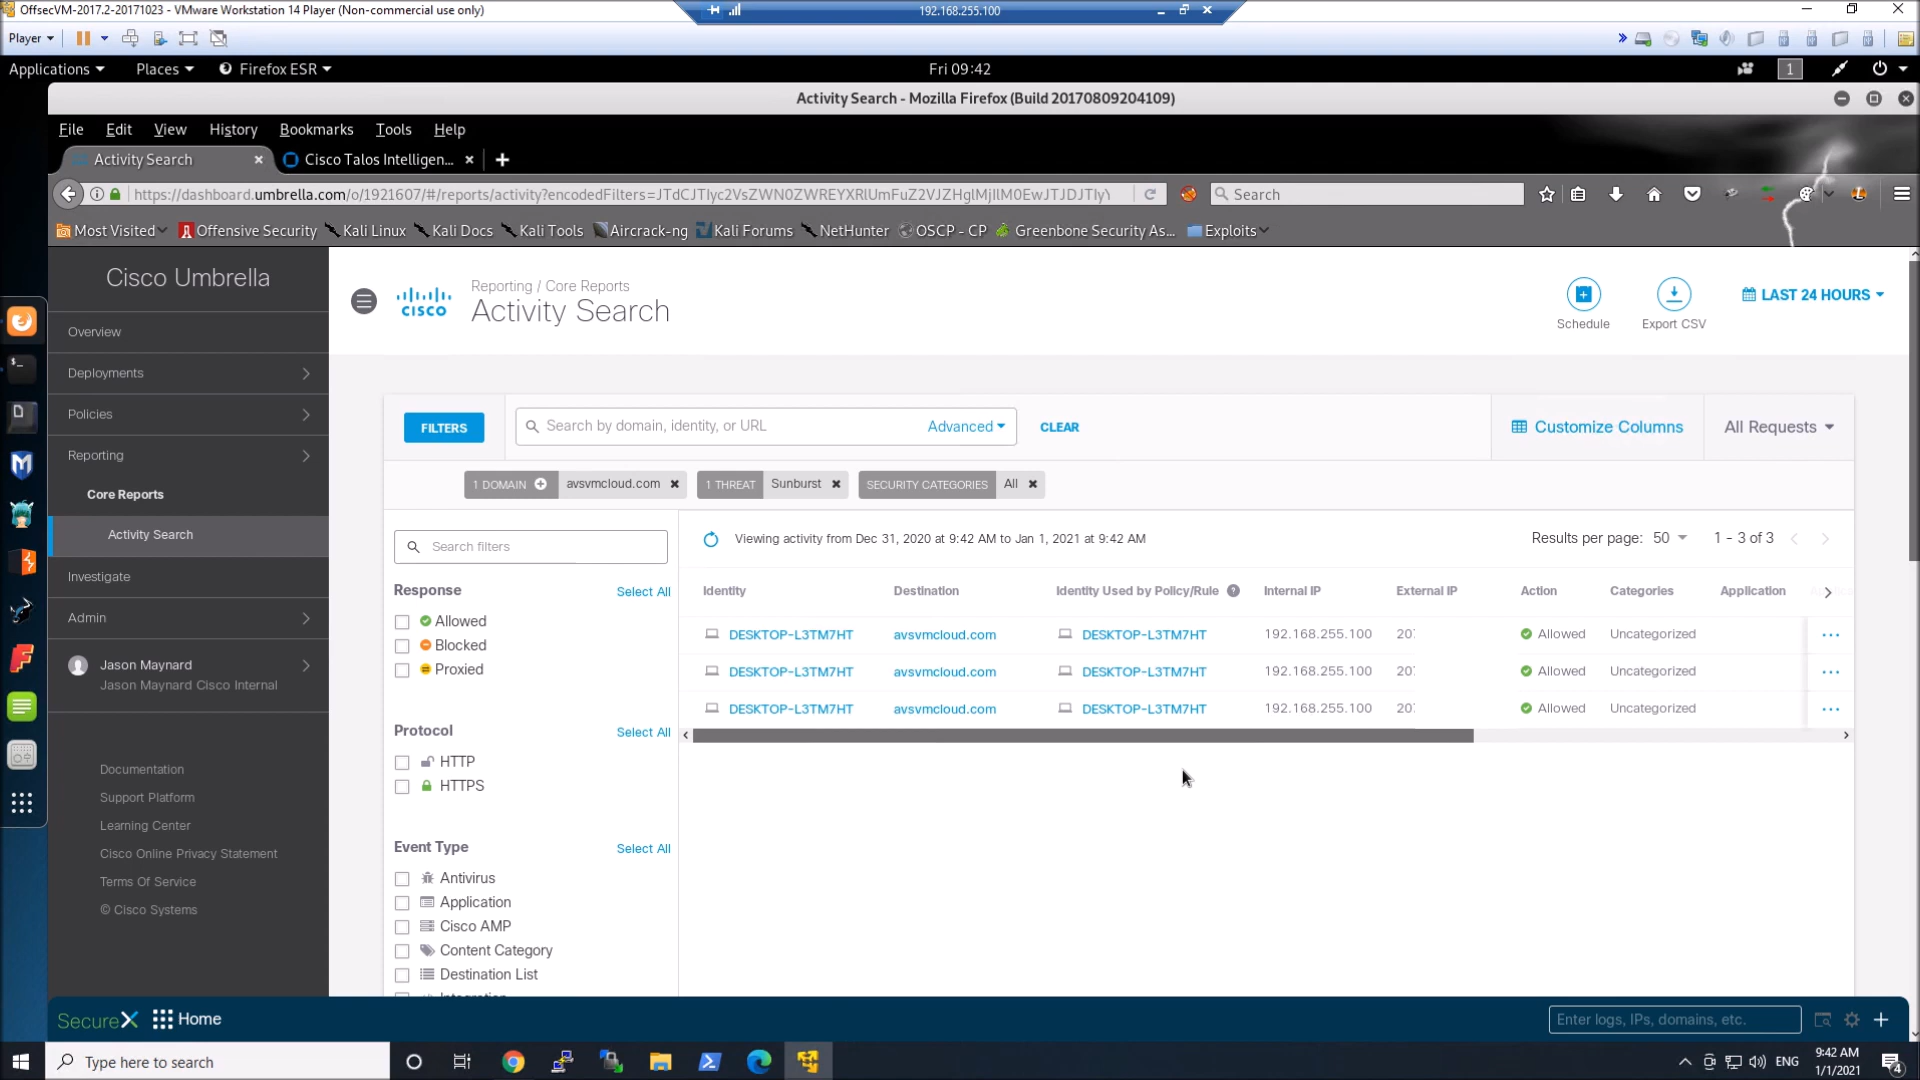 OffsecVM-2017.2-20171023 - VMware Workstation 14 Player (Non-commercial use only)
192.168.255.100
Player
Applications
Places
Firefox ESR
Fri 09:42
1
Activity Search - Mozilla Firefox (Build 20170809204109)
File Edit View History Bookmarks Tools Help
Activity Search
Cisco Talos Intelligen...
Search
Most Visited
Offensive Security
Kali Linux
Kali Docs
Kali Tools
Aircrack-ng
Kali Forums
NetHunter
OSCP - CP
Greenbone Security As...
Exploits
Cisco Umbrella
Overview
Deployments
Policies
Reporting
Core Reports
Activity Search
Investigate
Admin
Jason Maynard
Jason Maynard Cisco Internal
Documentation
Support Platform
Learning Center
Cisco Online Privacy Statement
Terms Of Service
© Cisco Systems
CISCO
Reporting / Core Reports
Activity Search
Schedule
Export CSV
LAST 24 HOURS
FILTERS
Search by domain, identity, or URL
Advanced
CLEAR
Customize Columns
All Requests
1 DOMAIN avsvmcloud.com
1 THREAT Sunburst
SECURITY CATEGORIES All
Search filters
Response Select All
Allowed
Blocked
Proxied
Protocol Select All
HTTP
HTTPS
Event Type Select All
Antivirus
Application
Cisco AMP
Content Category
Destination List
Viewing activity from Dec 31, 2020 at 9:42 AM to Jan 1, 2021 at 9:42 AM
Results per page: 50
1 - 3 of 3
Identity Destination Identity Used by Policy/Rule Internal IP External IP Action Categories Application
DESKTOP-L3TM7HT avsvmcloud.com DESKTOP-L3TM7HT 192.168.255.100 20 Allowed Uncategorized
DESKTOP-L3TM7HT avsvmcloud.com DESKTOP-L3TM7HT 192.168.255.100 20 Allowed Uncategorized
DESKTOP-L3TM7HT avsvmcloud.com DESKTOP-L3TM7HT 192.168.255.100 20 Allowed Uncategorized
SecureX
Home
Enter logs, IPs, domains, etc.
Type here to search
ENG
9:42 AM
1/1/2021
4